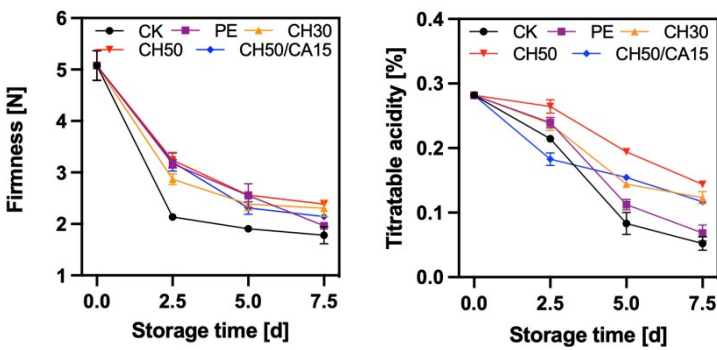 6
5
4
3
2
1
Firmness [N]
CK PE CH30
CH50 CH50/CA15
0.0 2.5 5.0 7.5
Storage time [d]
0.4
0.3
0.2
0.1
0.0
Titratable acidity [%]
CK PE CH30
CH50 CH50/CA15
0.0 2.5 5.0 7.5
Storage time [d]